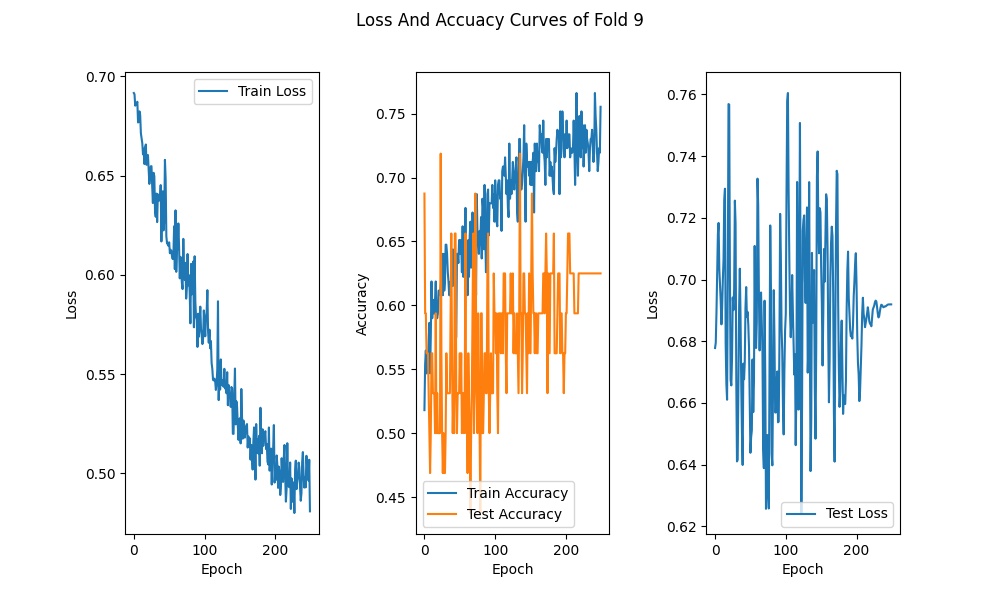 Loss And Accuacy Curves of Fold 9
0.70
0.65
0.60
0.55
0.50
Loss
0 100 200
Epoch
Train Loss
0.75
0.70
0.65
0.60
0.55
0.50
0.45
Accuracy
0 100 200
Epoch
Train Accuracy
Test Accuracy
0.76
0.74
0.72
0.70
0.68
0.66
0.64
0.62
Loss
0 100 200
Epoch
Test Loss